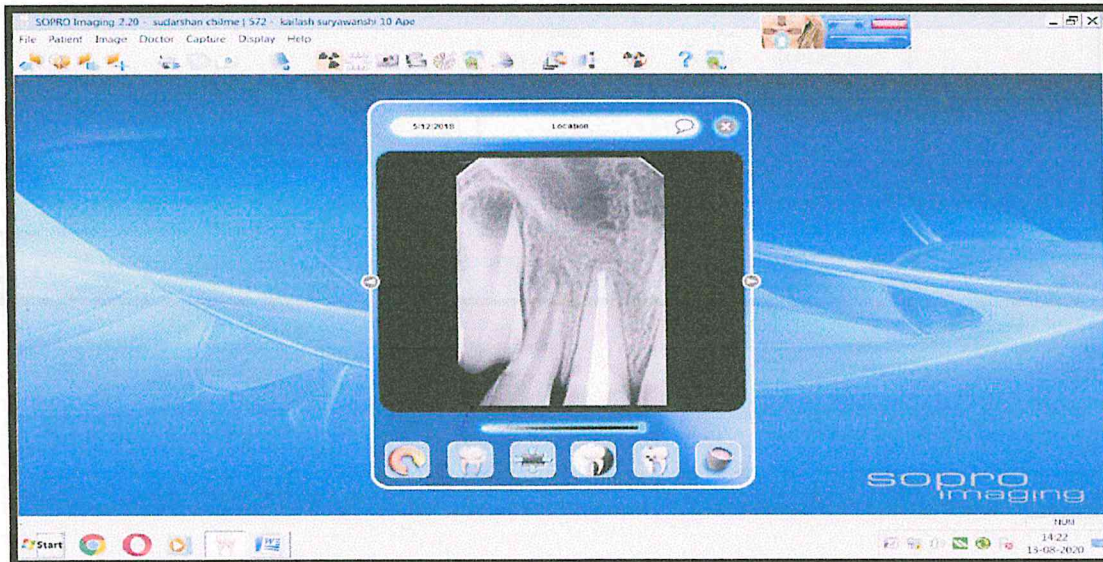 SOPRO Imaging 2.20 - sudarshan chilme | 572 - kailash suryawanshi 10 Ape
File Patient Image Doctor Capture Display Help
5/12/2018 Location
sopro
imaging
NUM
Start
14:22
13-08-2020